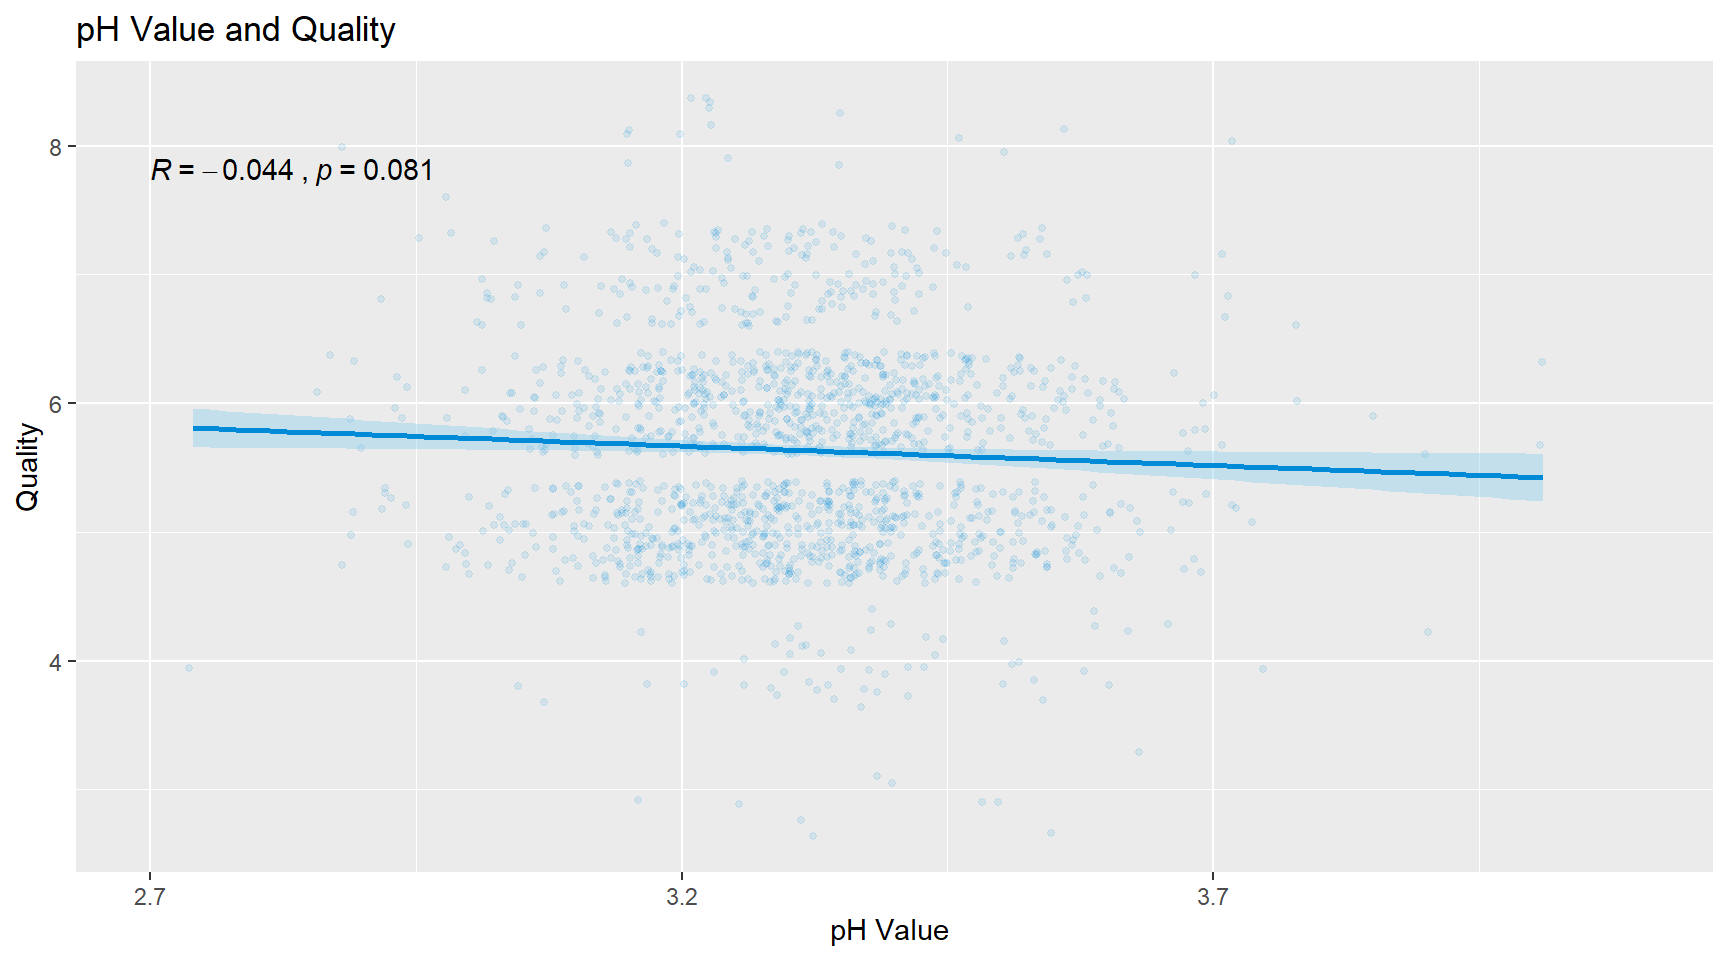 pH Value and Quality
R = −0.044 , p = 0.081
8
6
4
Quality
2.7 3.2 3.7
pH Value